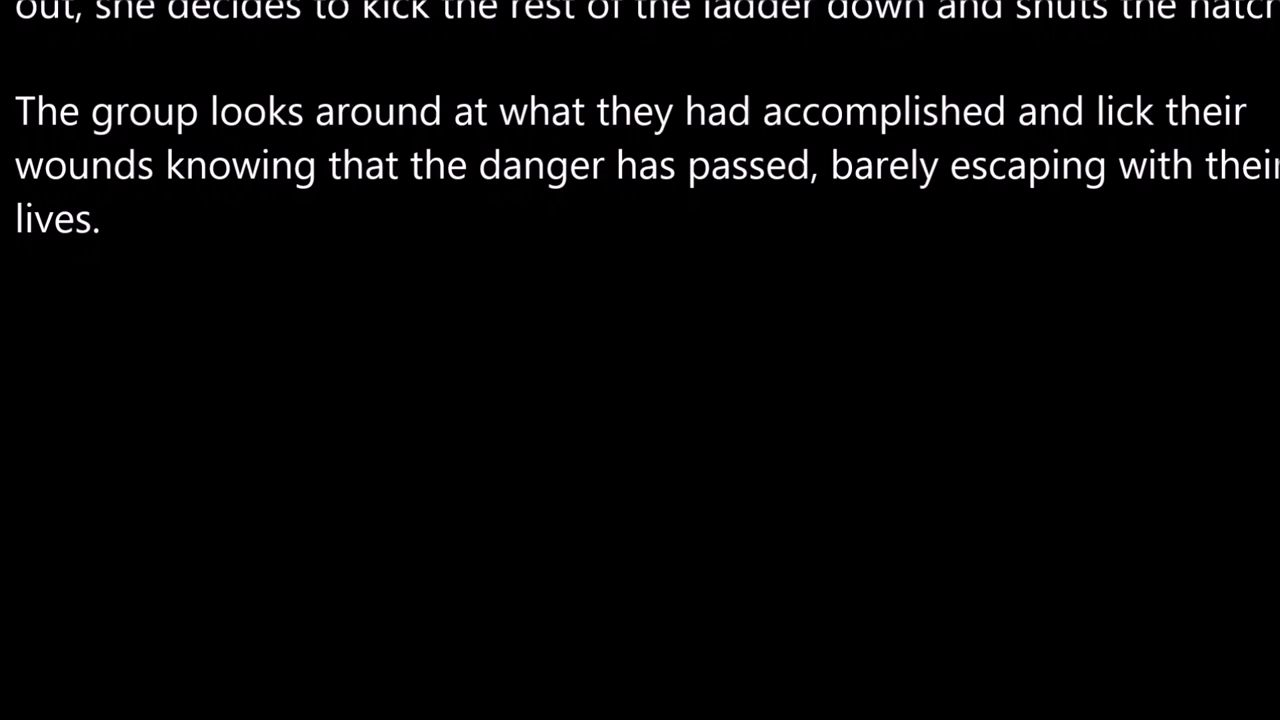 out, she decides to kick the rest of the ladder down and shuts the hatch
The group looks around at what they had accomplished and lick their
wounds knowing that the danger has passed, barely escaping with their
lives.